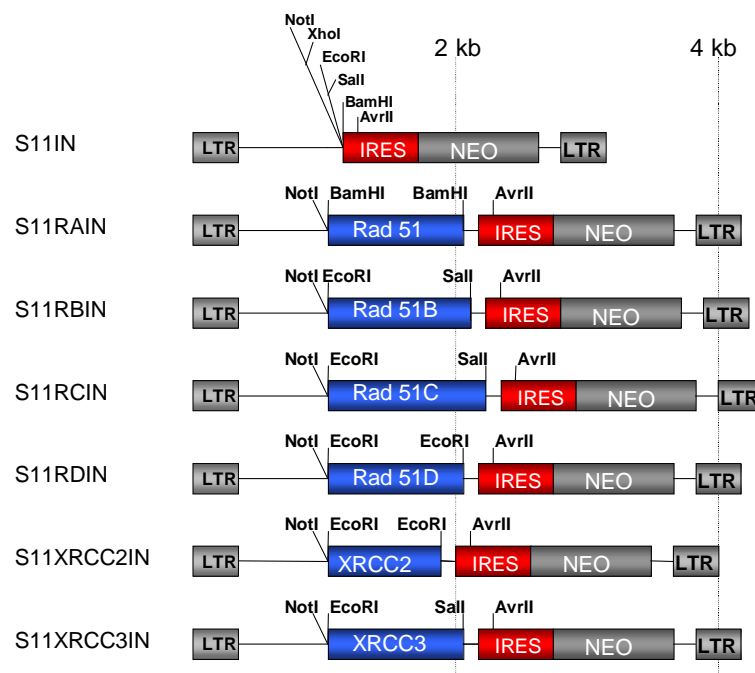 NotI
XhoI
EcoRI
SalI
BamHI
AvrII
2 kb
4 kb
S11IN
LTR
IRES
NEO
LTR
NotI BamHI BamHI AvrII
S11RAIN
LTR
Rad 51
IRES
NEO
LTR
NotI EcoRI SalI AvrII
S11RBIN
LTR
Rad 51B
IRES
NEO
LTR
NotI EcoRI SalI AvrII
S11RCIN
LTR
Rad 51C
IRES
NEO
LTR
NotI EcoRI EcoRI AvrII
S11RDIN
LTR
Rad 51D
IRES
NEO
LTR
NotI EcoRI EcoRI AvrII
S11XRCC2IN
LTR
XRCC2
IRES
NEO
LTR
NotI EcoRI SalI AvrII
S11XRCC3IN
LTR
XRCC3
IRES
NEO
LTR